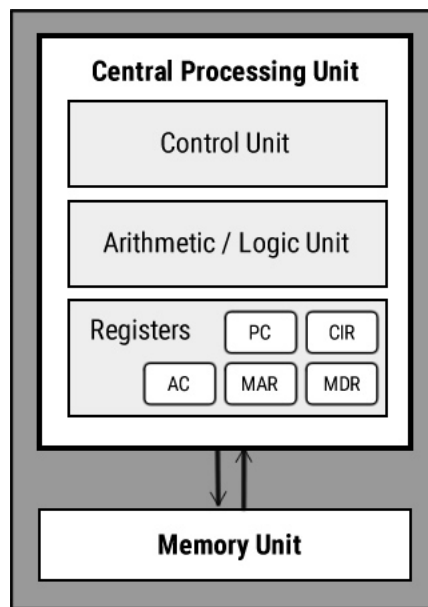 Central Processing Unit
Control Unit
Arithmetic / Logic Unit
Registers PC CIR
AC MAR MDR
Memory Unit